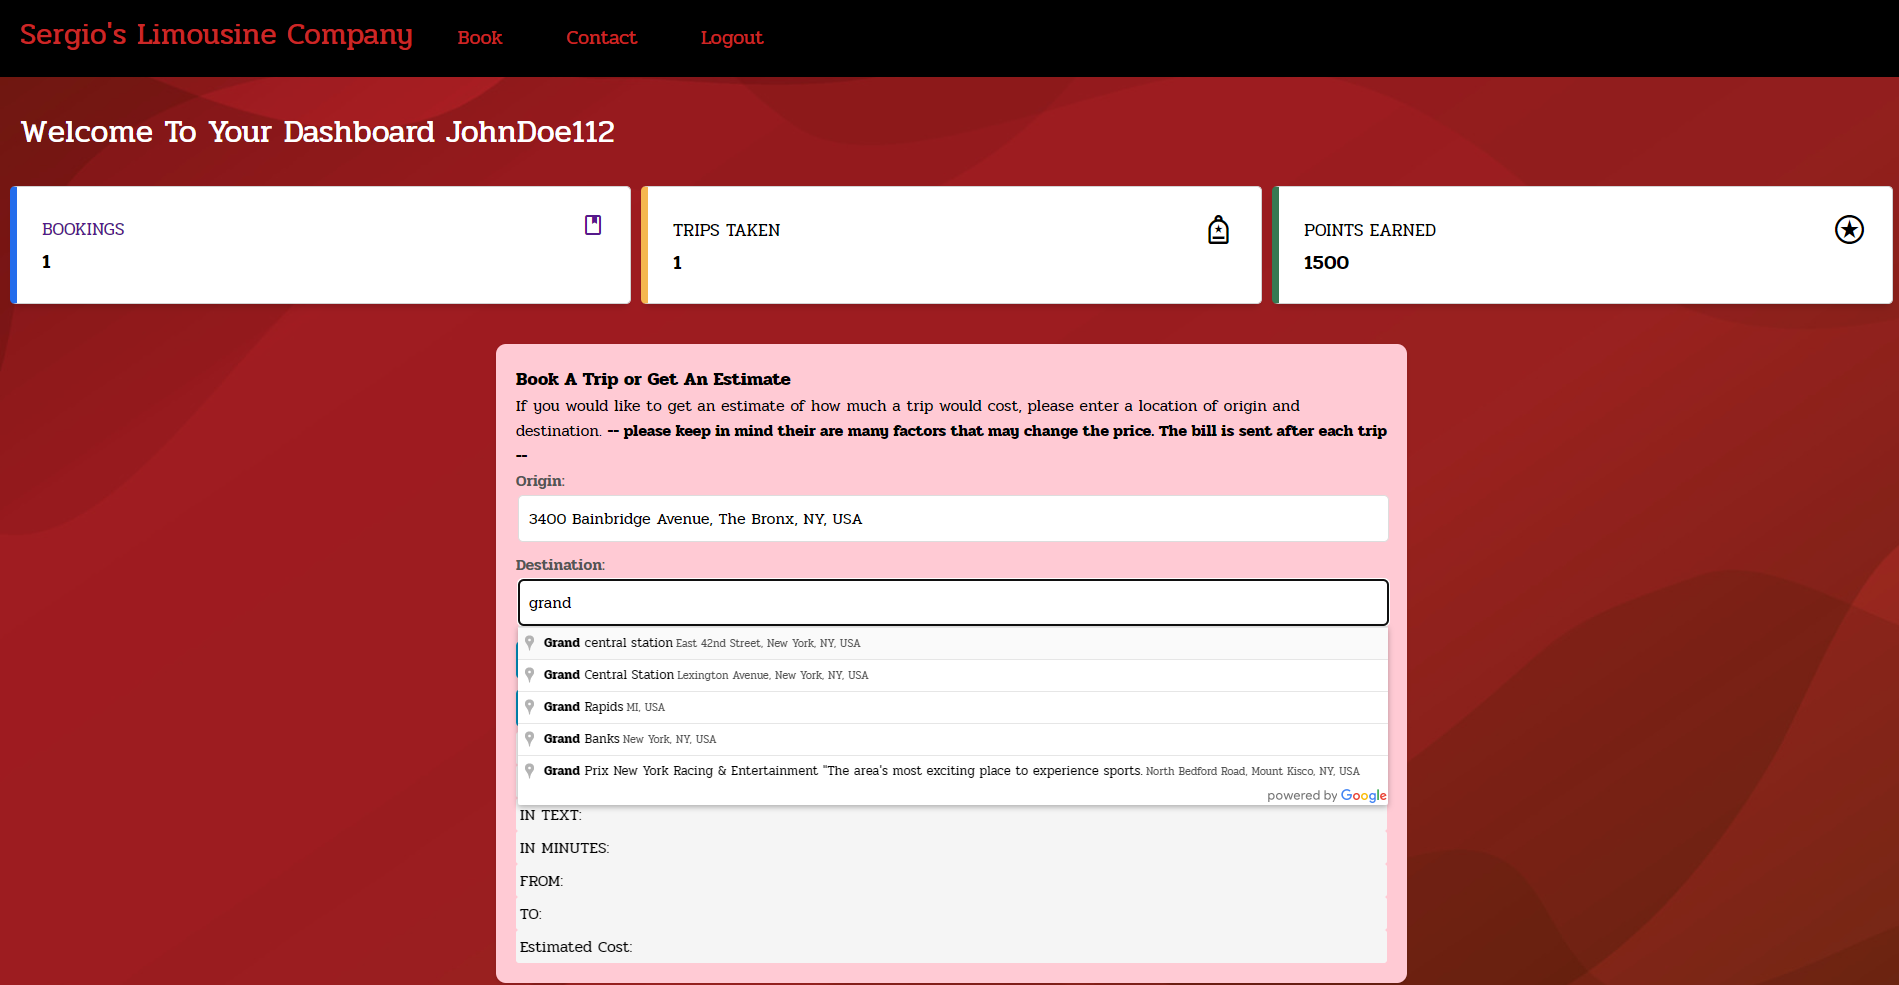 Sergio's Limousine Company Book Contact Logout
Welcome To Your Dashboard JohnDoe112
BOOKINGS
1
TRIPS TAKEN
1
POINTS EARNED
1500
Book A Trip or Get An Estimate
If you would like to get an estimate of how much a trip would cost, please enter a location of origin and
destination. -- please keep in mind their are many factors that may change the price. The bill is sent after each trip
--
Origin:
3400 Bainbridge Avenue, The Bronx, NY, USA
Destination:
grand
Grand central station East 42nd Street, New York, NY, USA
Grand Central Station Lexington Avenue, New York, NY, USA
Grand Rapids MI, USA
Grand Banks New York, NY, USA
Grand Prix New York Racing & Entertainment "The area's most exciting place to experience sports. North Bedford Road, Mount Kisco, NY, USA
powered by Google
IN TEXT:
IN MINUTES:
FROM:
TO:
Estimated Cost: